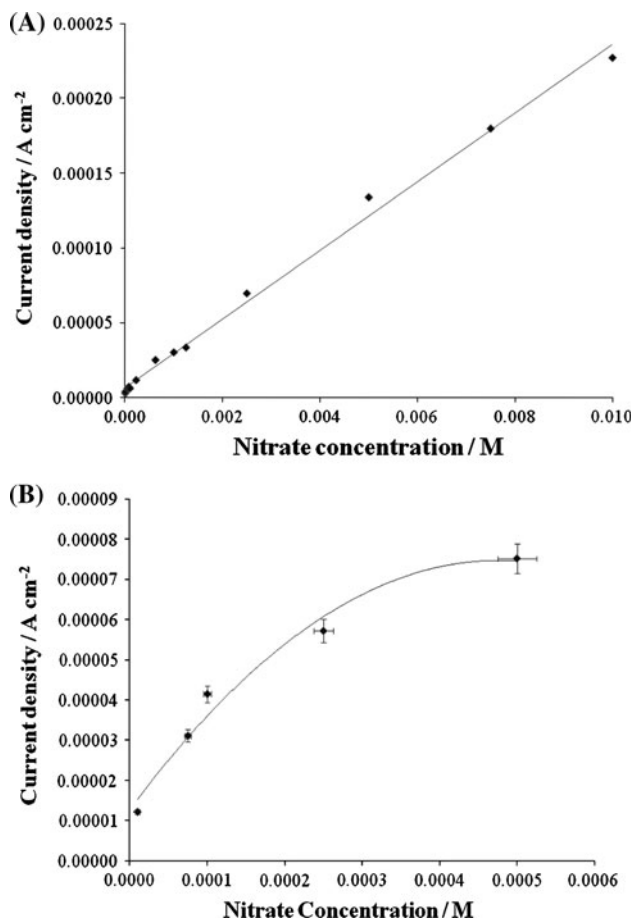 (A)
0.00025
0.00020
0.00015
0.00010
0.00005
0.00000
Current density / A cm⁻²
0.000 0.002 0.004 0.006 0.008 0.010
Nitrate concentration / M
(B)
0.00009
0.00008
0.00007
0.00006
0.00005
0.00004
0.00003
0.00002
0.00001
0.00000
Current density / A cm⁻²
0.0000 0.0001 0.0002 0.0003 0.0004 0.0005 0.0006
Nitrate Concentration / M